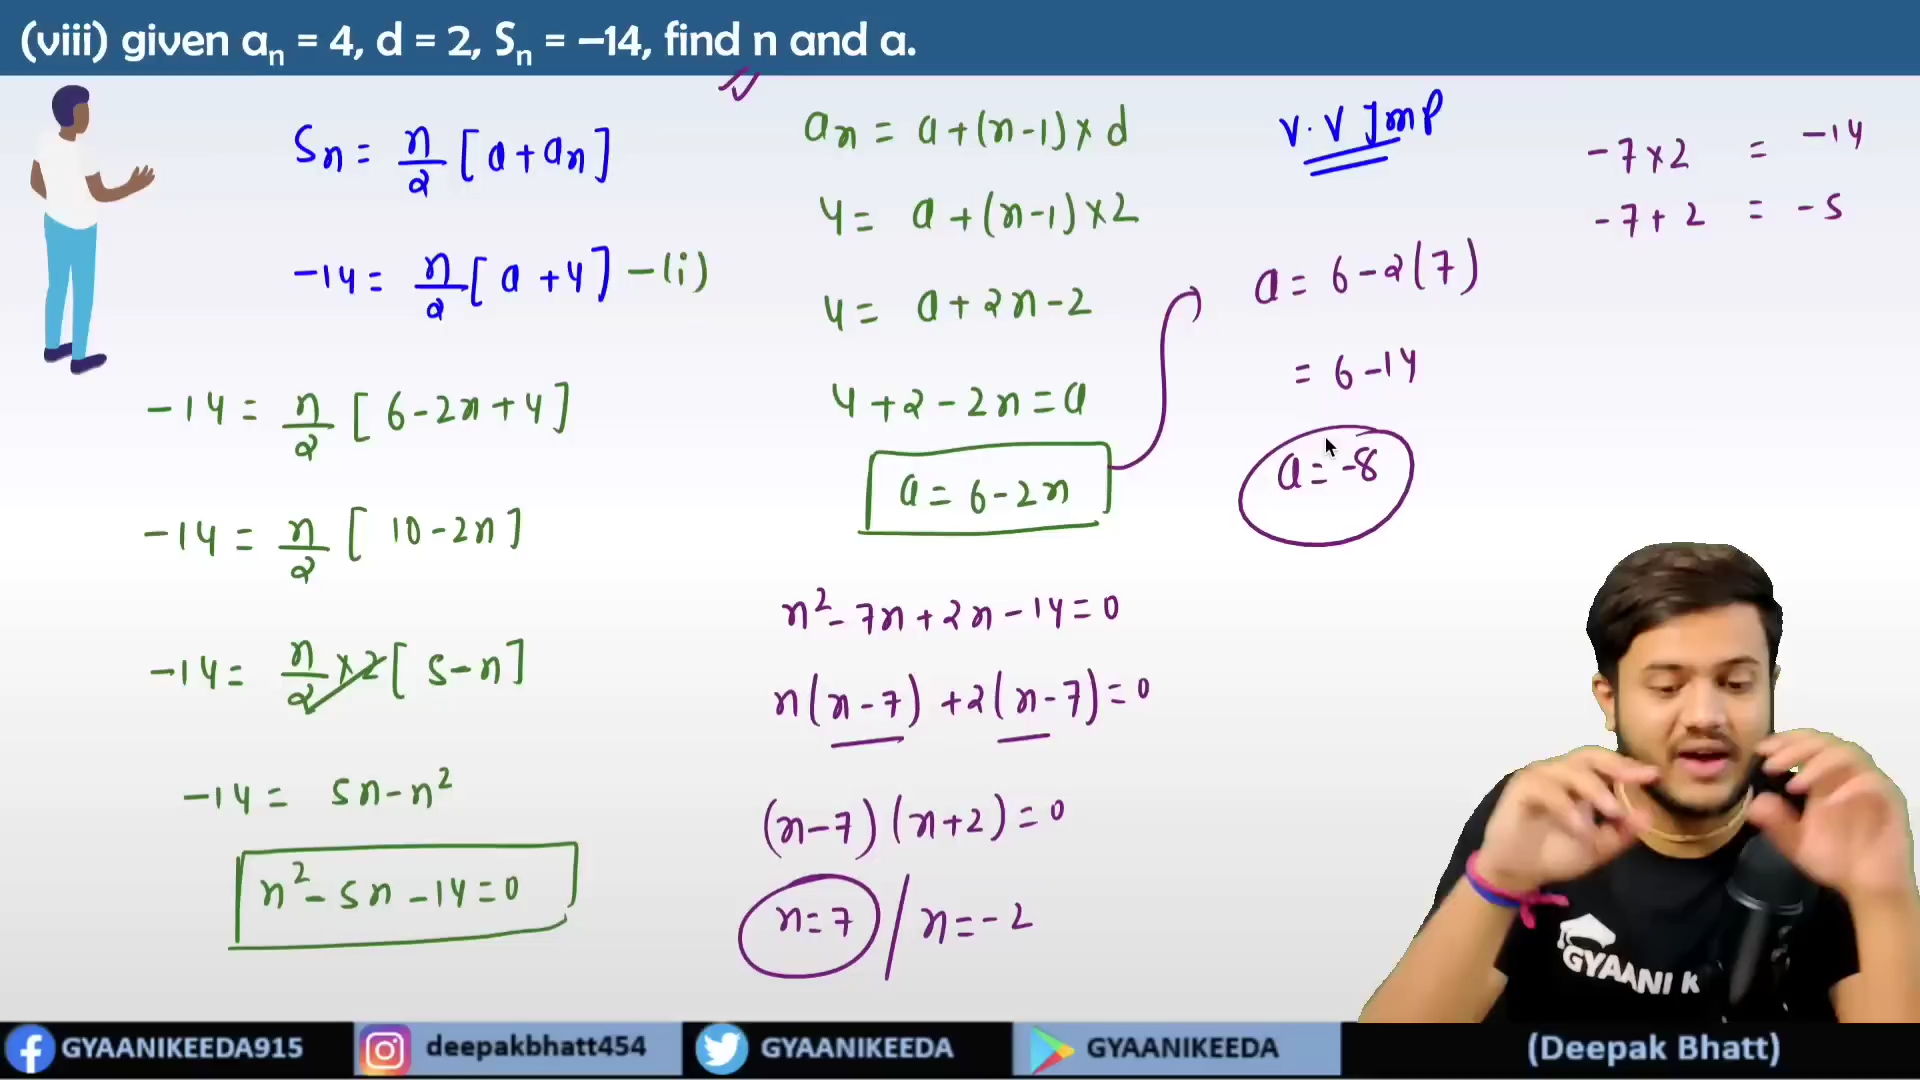 (viii) given aₙ = 4, d = 2, Sₙ = –14, find n and a.
Sn = n/2 [a + an]
-14 = n/2 [a + 4] - (i)
-14 = n/2 [6 - 2n + 4]
-14 = n/2 [10 - 2n]
-14 = n/2 × 2 [5 - n]
-14 = 5n - n²
n² - 5n - 14 = 0
an = a + (n-1) × d
4 = a + (n-1) × 2
4 = a + 2n - 2
4 + 2 - 2n = a
a = 6 - 2n
n² - 7n + 2n - 14 = 0
n(n-7) + 2(n-7) = 0
(n-7)(n+2) = 0
n = 7 / n = -2
V.V Imp
a = 6 - 2(7)
= 6 - 14
a = -8
-7 × 2 = -14
-7 + 2 = -5
GYAANI K
GYAANIKEEDA915
deepakbhatt454
GYAANIKEEDA
GYAANIKEEDA
(Deepak Bhatt)